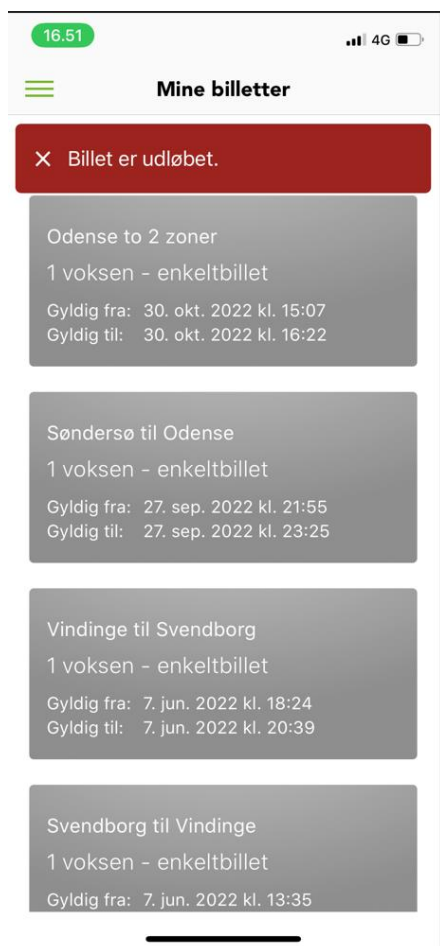 16.51
4G
Mine billetter
× Billet er udløbet.
Odense to 2 zoner
1 voksen - enkeltbillet
Gyldig fra: 30. okt. 2022 kl. 15:07
Gyldig til: 30. okt. 2022 kl. 16:22
Søndersø til Odense
1 voksen - enkeltbillet
Gyldig fra: 27. sep. 2022 kl. 21:55
Gyldig til: 27. sep. 2022 kl. 23:25
Vindinge til Svendborg
1 voksen - enkeltbillet
Gyldig fra: 7. jun. 2022 kl. 18:24
Gyldig til: 7. jun. 2022 kl. 20:39
Svendborg til Vindinge
1 voksen - enkeltbillet
Gyldig fra: 7. jun. 2022 kl. 13:35